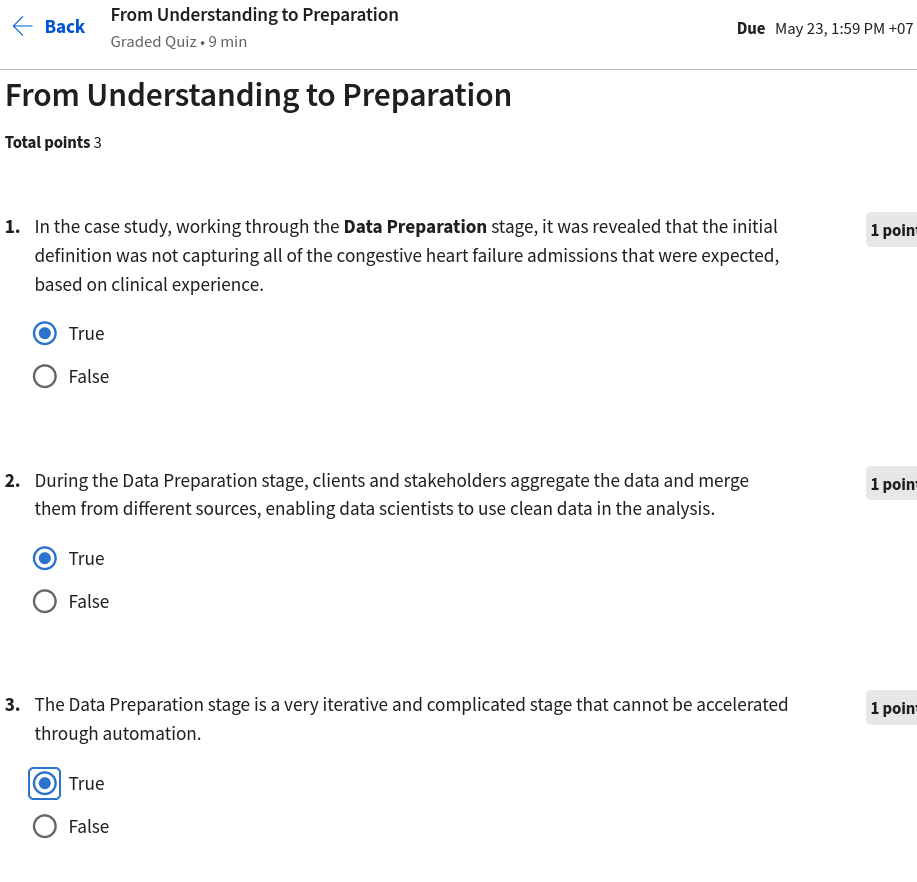 Back
From Understanding to Preparation
Graded Quiz • 9 min
Due May 23, 1:59 PM +07
From Understanding to Preparation
Total points 3
1. In the case study, working through the Data Preparation stage, it was revealed that the initial
definition was not capturing all of the congestive heart failure admissions that were expected,
based on clinical experience.
1 poin
True
False
2. During the Data Preparation stage, clients and stakeholders aggregate the data and merge
them from different sources, enabling data scientists to use clean data in the analysis.
1 poin
True
False
3. The Data Preparation stage is a very iterative and complicated stage that cannot be accelerated
through automation.
1 poin
True
False